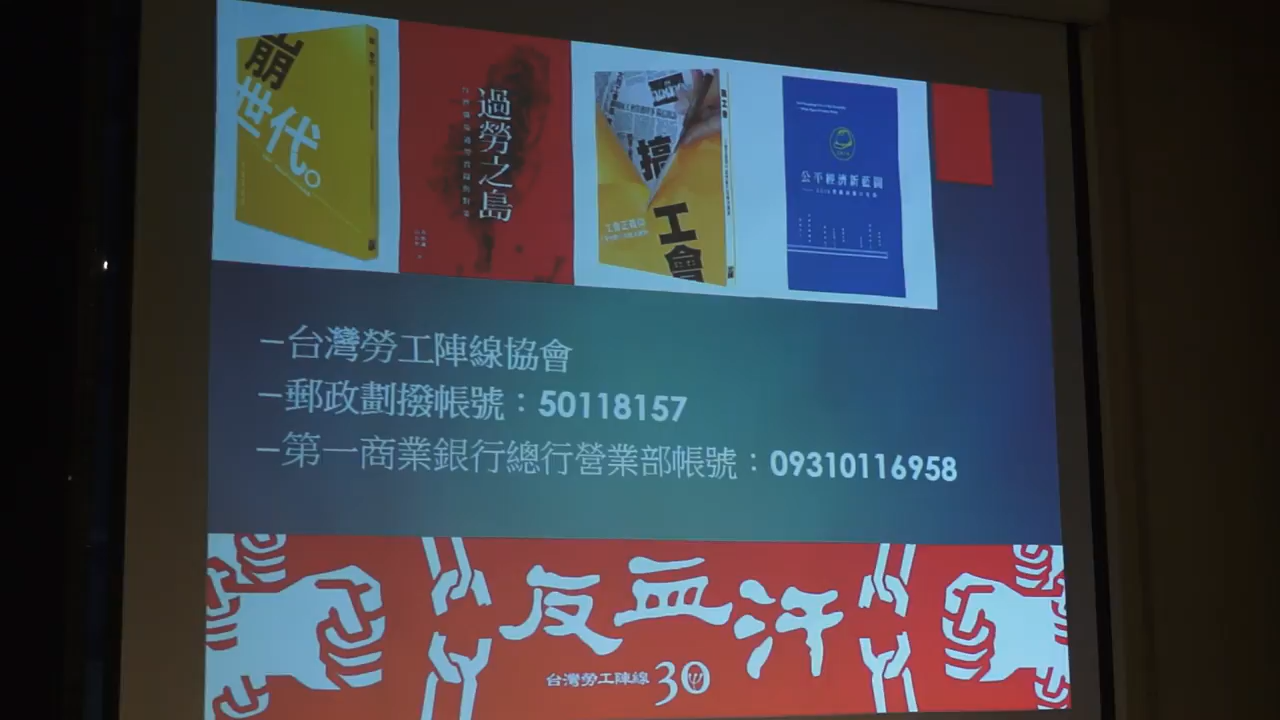 崩
世代。
過勞之島
搞
工會
公平經濟新藍圖
–台灣勞工陣線協會
–郵政劃撥帳號：50118157
–第一商業銀行總行營業部帳號：09310116958
反血汗
台灣勞工陣線 30